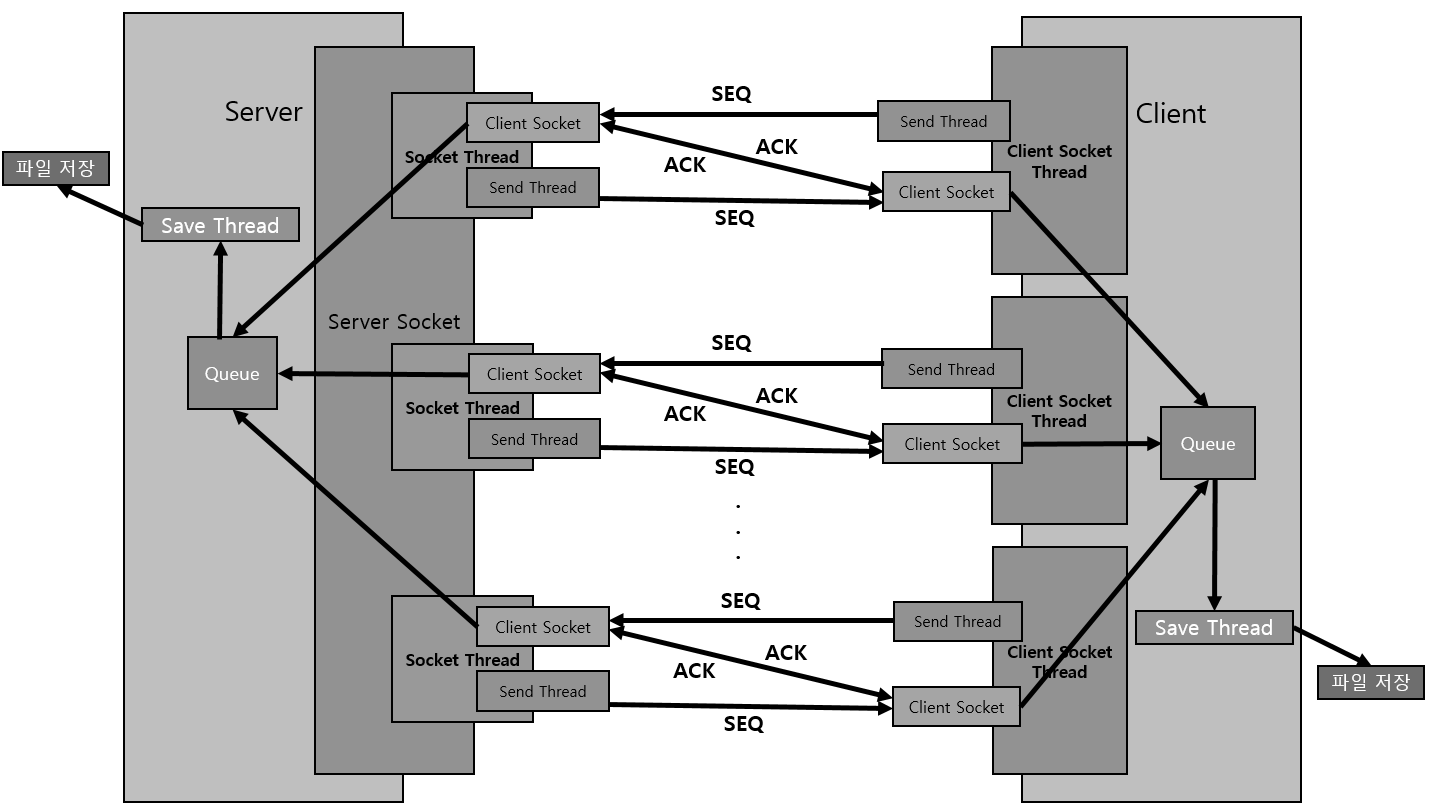 Server
Client
파일 저장
Save Thread
Queue
Server Socket
Client Socket
Socket Thread
Send Thread
SEQ
ACK
ACK
SEQ
Send Thread
Client Socket
Client Socket
Thread
Client Socket
Socket Thread
Send Thread
SEQ
ACK
ACK
SEQ
Send Thread
Client Socket
Client Socket
Thread
.
.
.
Client Socket
Socket Thread
Send Thread
SEQ
ACK
ACK
SEQ
Send Thread
Client Socket
Client Socket
Thread
Queue
Save Thread
파일 저장